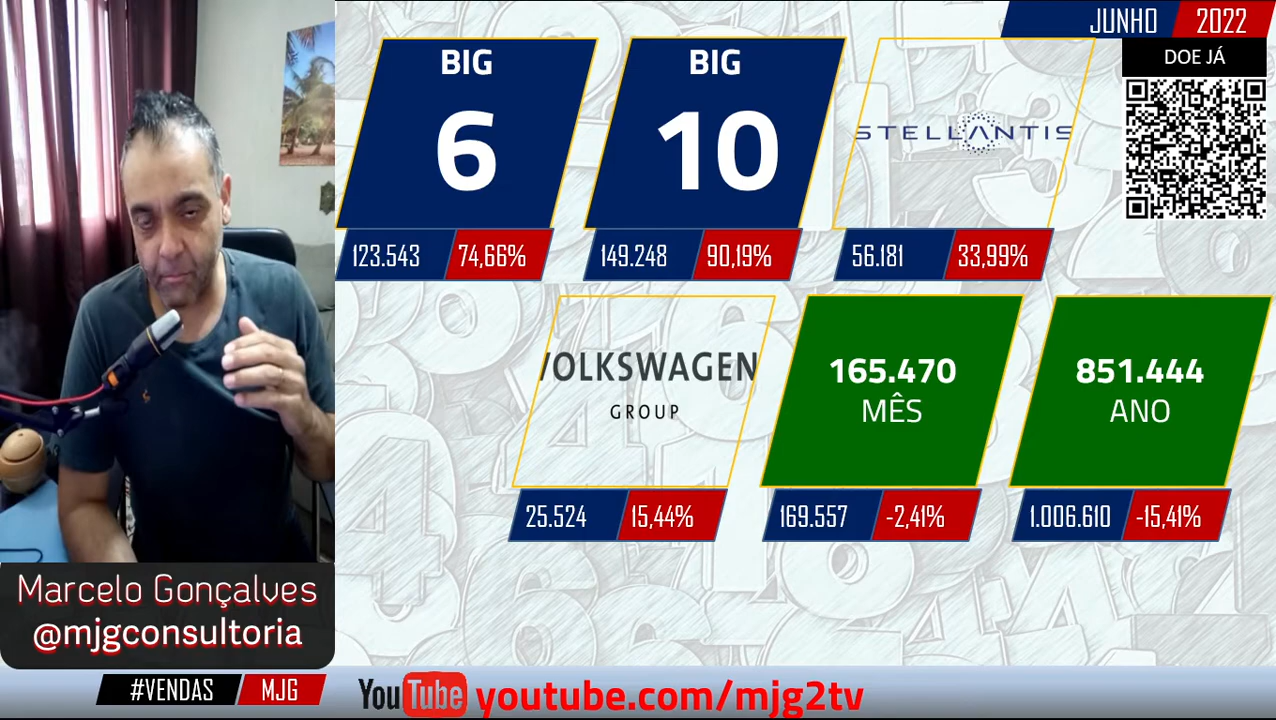 JUNHO 2022
DOE JÁ
BIG
6
123.543 74,66%
BIG
10
149.248 90,19%
STELLANTIS
56.181 33,99%
VOLKSWAGEN
GROUP
25.524 15,44%
165.470
MÊS
169.557 -2,41%
851.444
ANO
1.006.610 -15,41%
Marcelo Gonçalves
@mjgconsultoria
#VENDAS MJG
YouTube youtube.com/mjg2tv